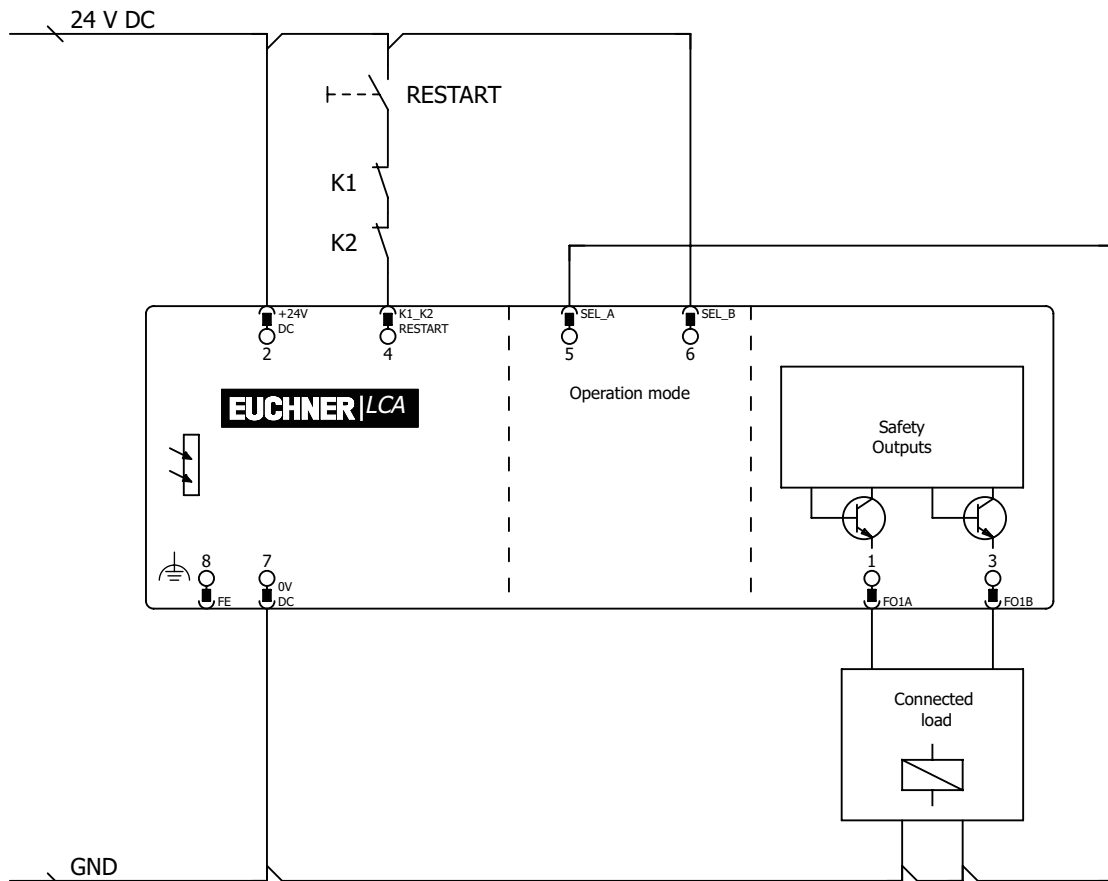 24 V DC
RESTART
K1
K2
+24V
DC
K1_K2
RESTART
SEL_A
SEL_B
2
4
5
6
EUCHNER LCA
Operation mode
Safety
Outputs
8
7
1
3
FE
0V
DC
FO1A
FO1B
Connected
load
GND